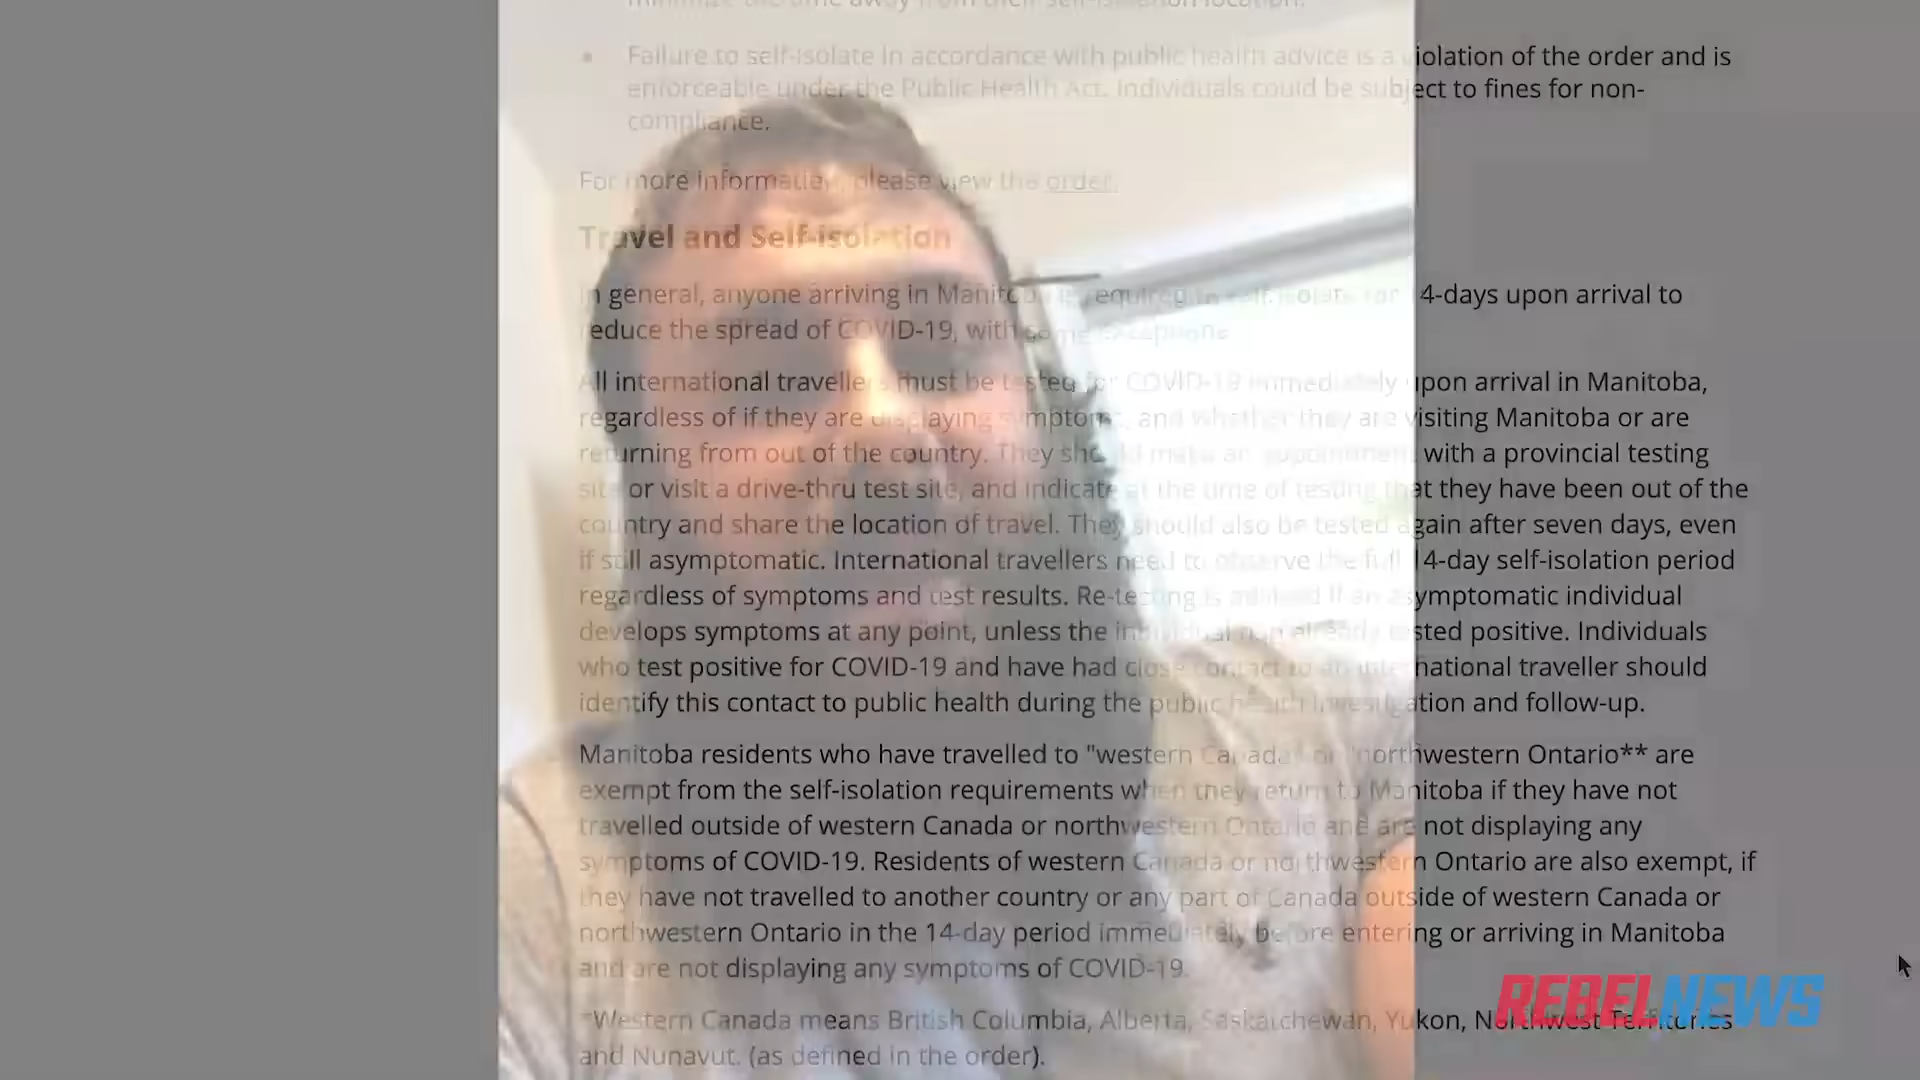 minimize the time away from their self-isolation location.
• Failure to self-isolate in accordance with public health advice is a violation of the order and is
enforceable under the Public Health Act. Individuals could be subject to fines for non-
compliance.
For more information, please view the order.
Travel and Self-isolation
In general, anyone arriving in Manitoba is required to self-isolate for 14-days upon arrival to
reduce the spread of COVID-19, with some exceptions
All international travellers must be tested for COVID-19 immediately upon arrival in Manitoba,
regardless of if they are displaying symptoms, and whether they are visiting Manitoba or are
returning from out of the country. They should make an appointment with a provincial testing
site or visit a drive-thru test site, and indicate at the time of testing that they have been out of the
country and share the location of travel. They should also be tested again after seven days, even
if still asymptomatic. International travellers need to observe the full 14-day self-isolation period
regardless of symptoms and test results. Re-testing is advised if an asymptomatic individual
develops symptoms at any point, unless the individual has already tested positive. Individuals
who test positive for COVID-19 and have had close contact to an international traveller should
identify this contact to public health during the public health investigation and follow-up.
Manitoba residents who have travelled to "western Canada" or "northwestern Ontario** are
exempt from the self-isolation requirements when they return to Manitoba if they have not
travelled outside of western Canada or northwestern Ontario and are not displaying any
symptoms of COVID-19. Residents of western Canada or northwestern Ontario are also exempt, if
they have not travelled to another country or any part of Canada outside of western Canada or
northwestern Ontario in the 14-day period immediately before entering or arriving in Manitoba
and are not displaying any symptoms of COVID-19.
*Western Canada means British Columbia, Alberta, Saskatchewan, Yukon, Northwest Territories
and Nunavut. (as defined in the order).
REBELNEWS